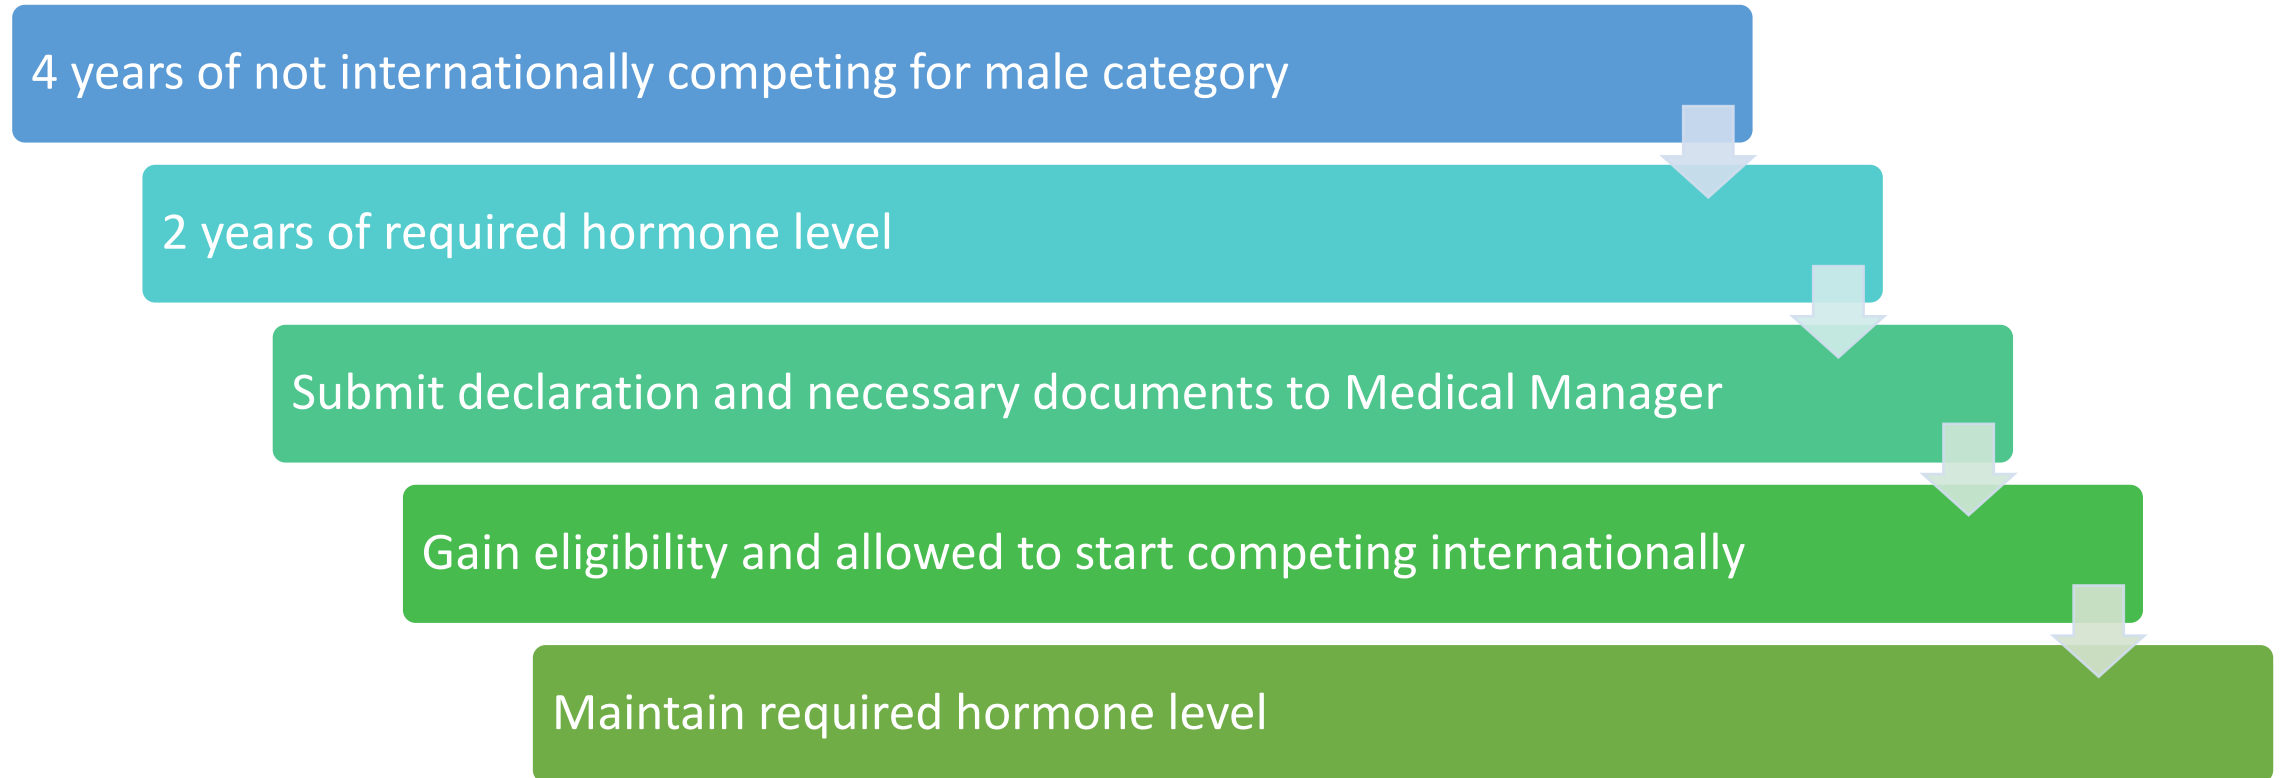 4 years of not internationally competing for male category
2 years of required hormone level
Submit declaration and necessary documents to Medical Manager
Gain eligibility and allowed to start competing internationally
Maintain required hormone level